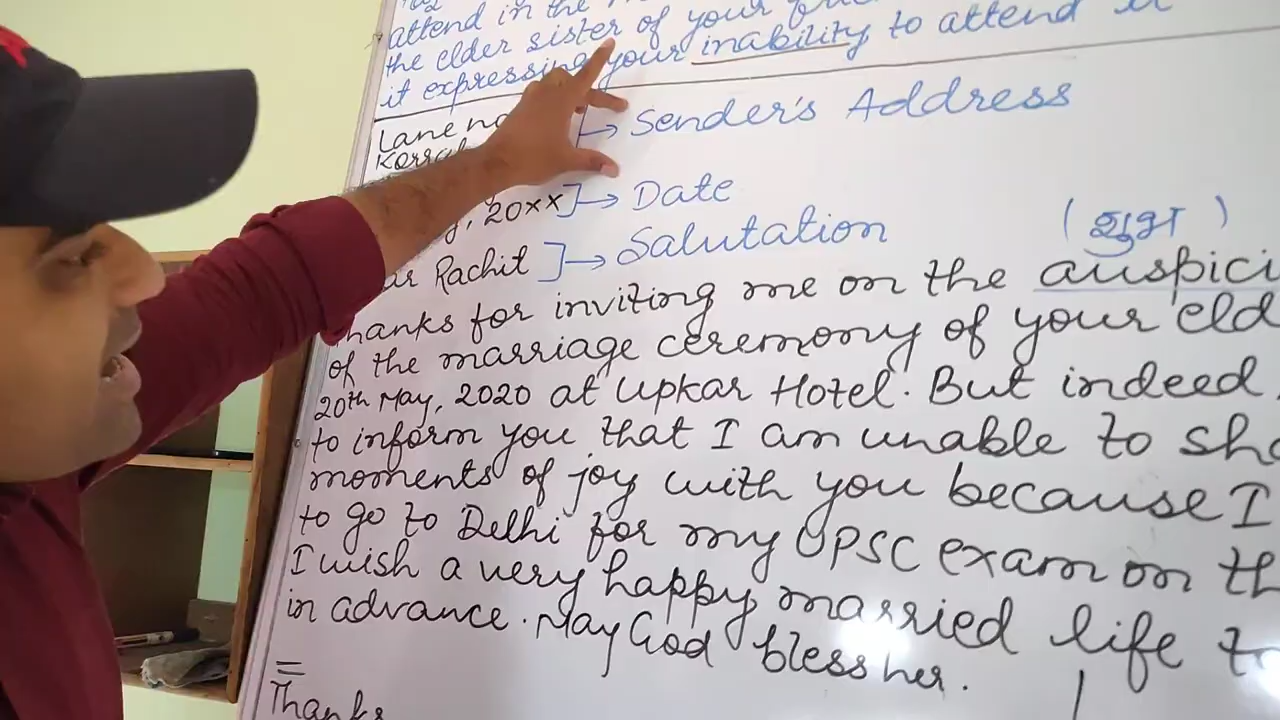 attend in the
the elder sister of your
it expressing your inability to attend it
Lane no
→ Sender's Address
20xx ] → Date
Rachit ] → Salutation
(शुभ)
Thanks for inviting me on the auspici
of the marriage ceremony of your eld
20th May, 2020 at Upkar Hotel. But indeed
to inform you that I am unable to sh
moments of joy with you because I
to go to Delhi for my UPSC exam on th
I wish a very happy married life to
in advance. May God bless her.
Thanks